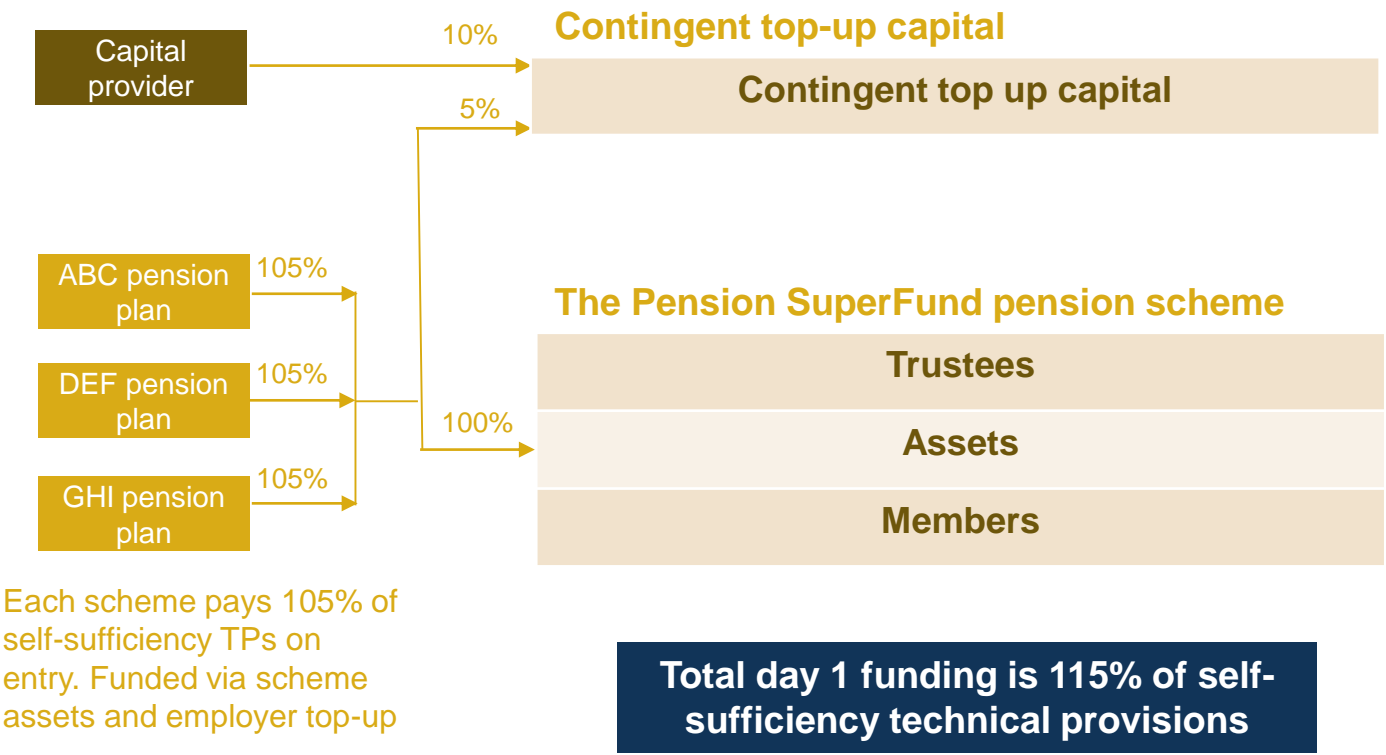 Capital
provider
10%
Contingent top-up capital
Contingent top up capital
5%
ABC pension
plan
105%
DEF pension
plan
105%
GHI pension
plan
105%
100%
The Pension SuperFund pension scheme
Trustees
Assets
Members
Each scheme pays 105% of
self-sufficiency TPs on
entry. Funded via scheme
assets and employer top-up
Total day 1 funding is 115% of self-
sufficiency technical provisions